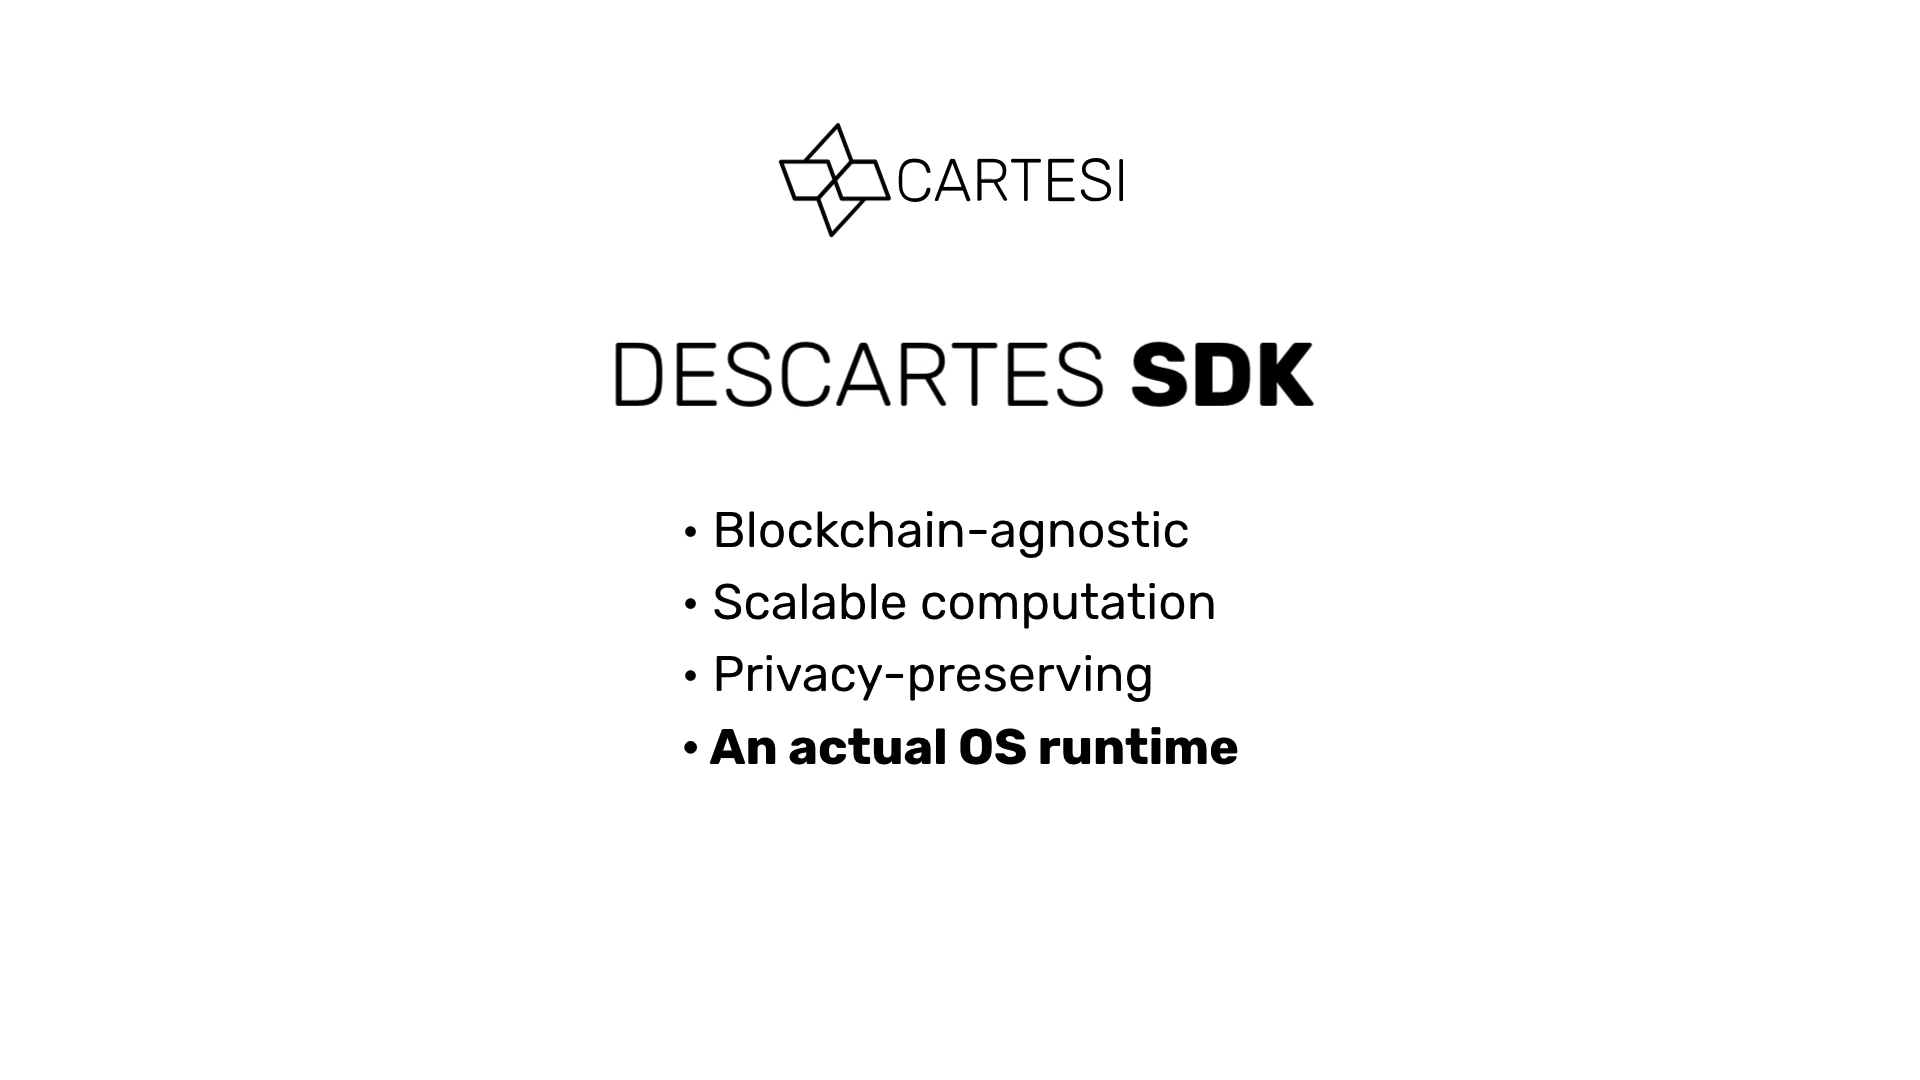 CARTESI
DESCARTES SDK
• Blockchain-agnostic
• Scalable computation
• Privacy-preserving
• An actual OS runtime